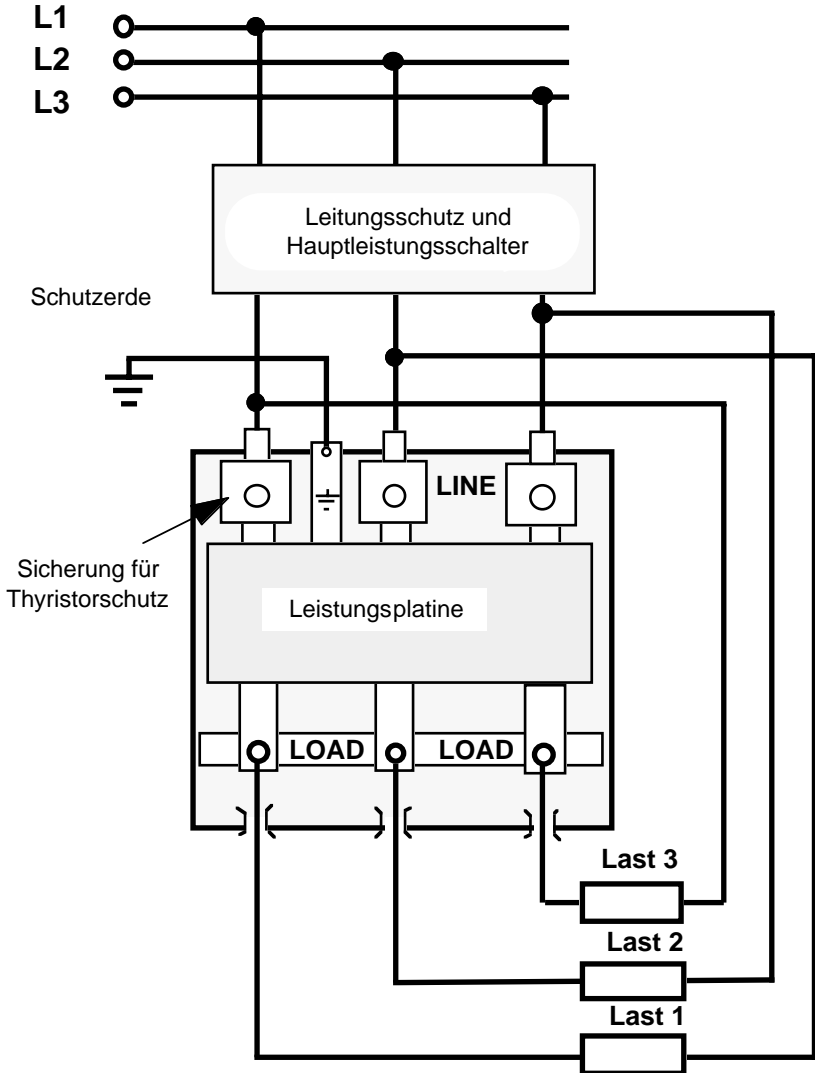 L1
L2
L3
Leitungsschutz und
Hauptleistungsschalter
Schutzerde
LINE
Sicherung für
Thyristorschutz
Leistungsplatine
LOAD
LOAD
Last 3
Last 2
Last 1